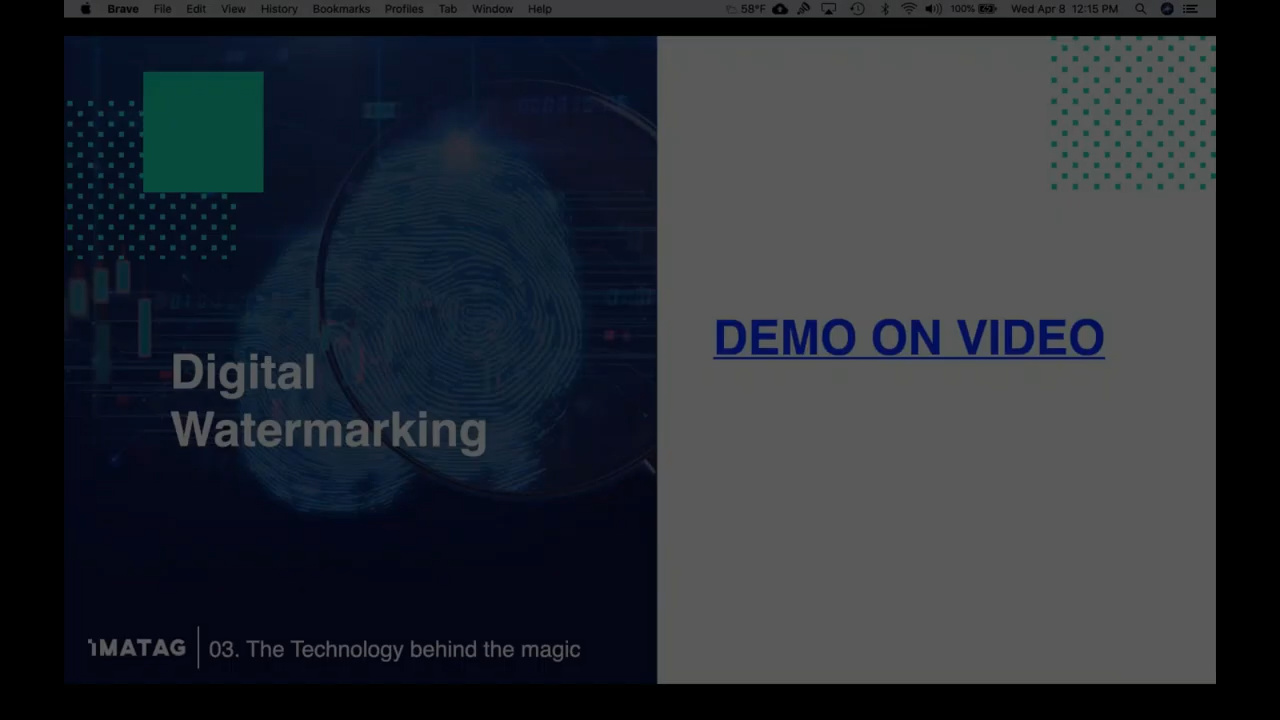 Brave File Edit View History Bookmarks Profiles Tab Window Help 58°F 100% Wed Apr 8 12:15 PM
Digital
Watermarking
DEMO ON VIDEO
IMATAG 03. The Technology behind the magic